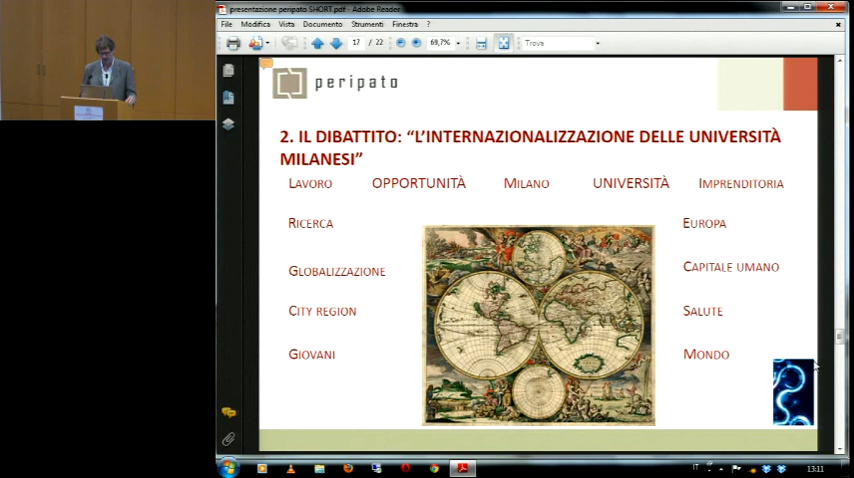 presentazione peripato SHORT.pdf - Adobe Reader
File Modifica Vista Documento Strumenti Finestra ?
17 / 22 69,7% Trova
peripato
2. IL DIBATTITO: “L’INTERNAZIONALIZZAZIONE DELLE UNIVERSITÀ
MILANESI”
LAVORO OPPORTUNITÀ MILANO UNIVERSITÀ IMPRENDITORIA
RICERCA EUROPA
GLOBALIZZAZIONE CAPITALE UMANO
CITY REGION SALUTE
GIOVANI MONDO
IT 13:11